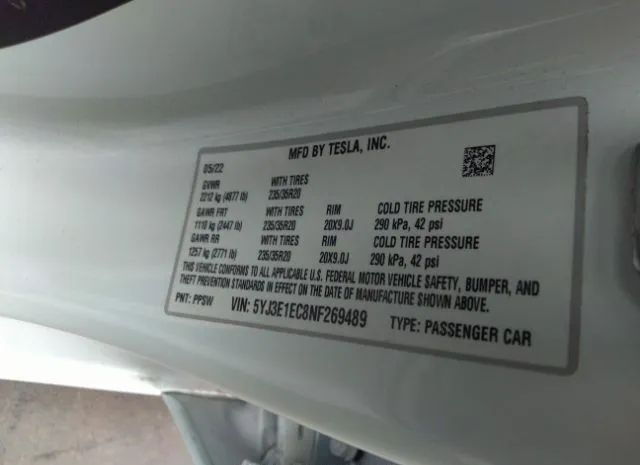 MFD BY TESLA, INC.
05/22
GVWR WITH TIRES
2212 kg (4877 lb) 235/35R20
GAWR FRT WITH TIRES RIM COLD TIRE PRESSURE
1110 kg (2447 lb) 235/35R20 20X9.0J 290 kPa, 42 psi
GAWR RR WITH TIRES RIM COLD TIRE PRESSURE
1257 kg (2771 lb) 235/35R20 20X9.0J 290 kPa, 42 psi
THIS VEHICLE CONFORMS TO ALL APPLICABLE U.S. FEDERAL MOTOR VEHICLE SAFETY, BUMPER, AND
THEFT PREVENTION STANDARDS IN EFFECT ON THE DATE OF MANUFACTURE SHOWN ABOVE.
PNT: PPSW VIN: 5YJ3E1EC8NF269489 TYPE: PASSENGER CAR